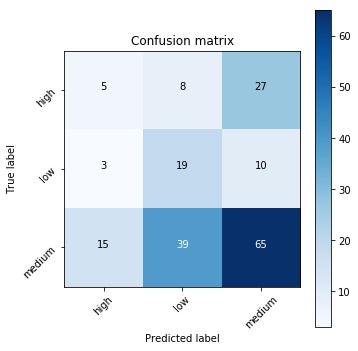 Confusion matrix
True label
high 5 8 27
low 3 19 10
medium 15 39 65
high low medium
Predicted label
60
50
40
30
20
10